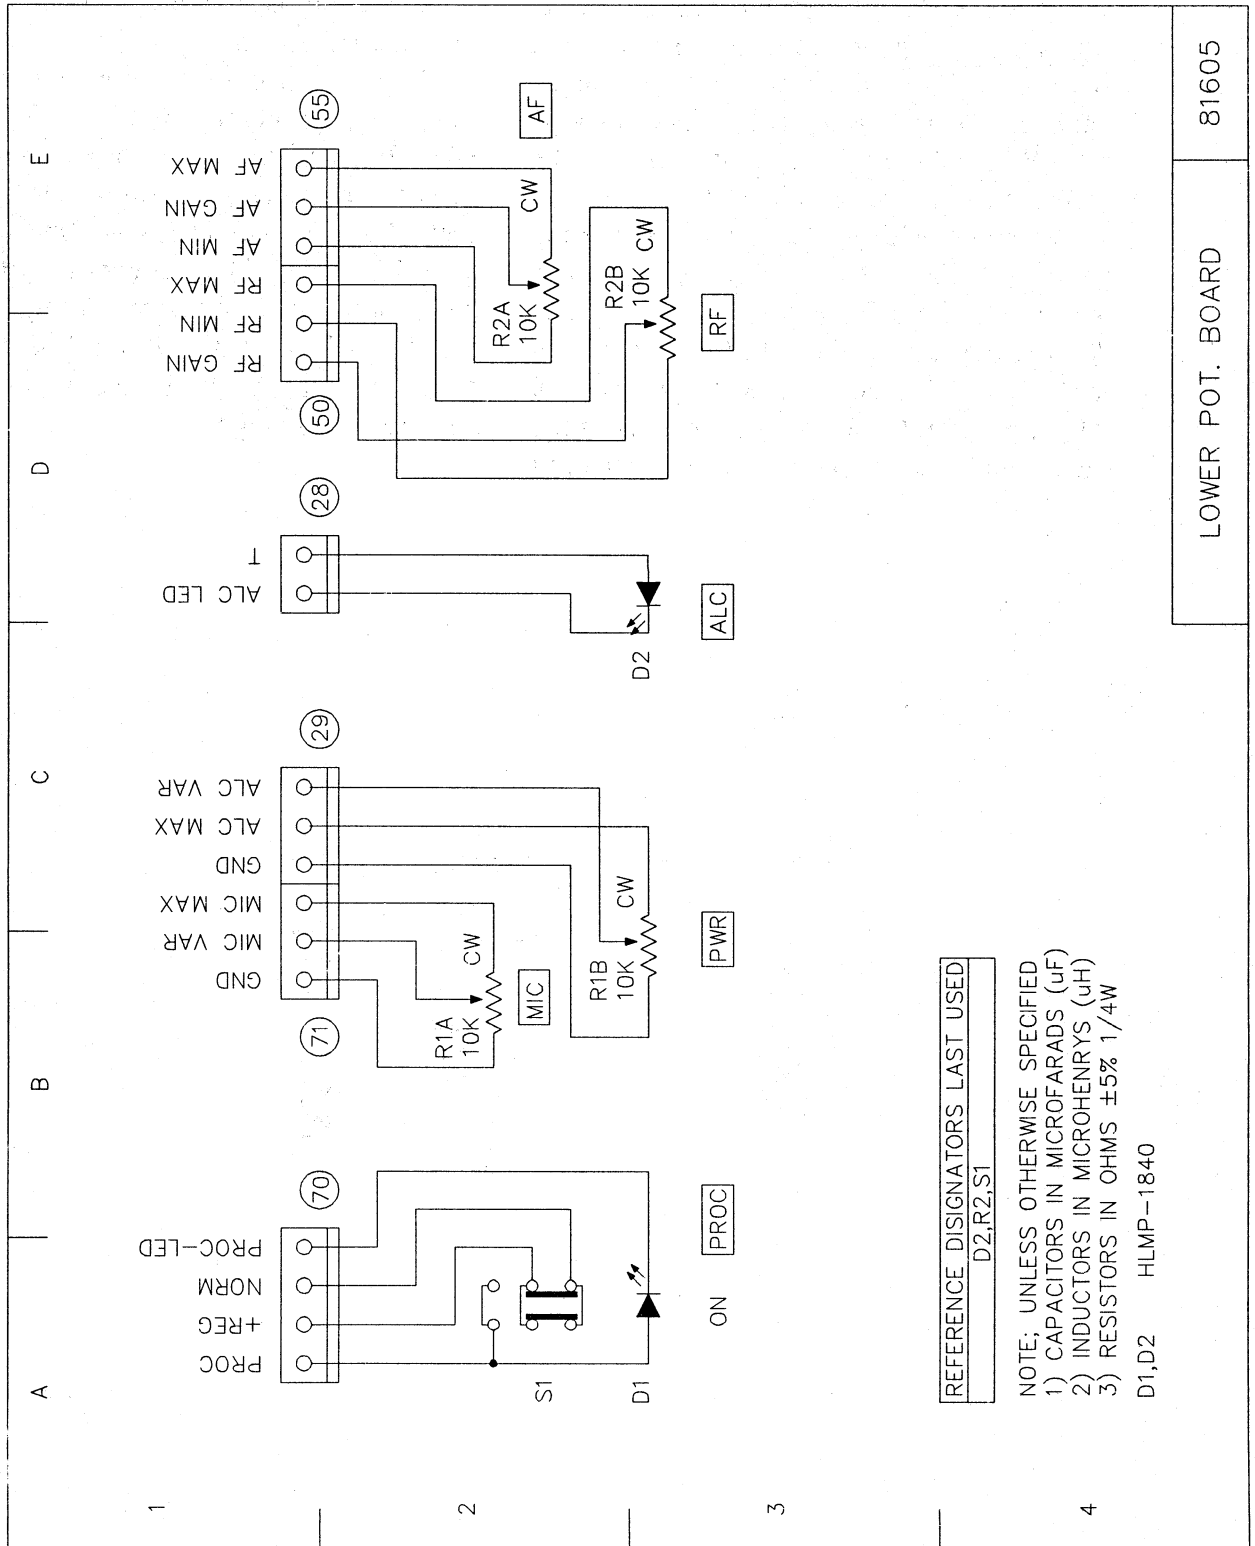 A
B
C
D
E
1
2
3
4
PROC
+REG
NORM
PROC-LED
70
S1
D1
ON
PROC
GND
MIC VAR
MIC MAX
GND
ALC MAX
ALC VAR
71
29
R1A
10K
CW
MIC
R1B
10K
CW
PWR
ALC LED
T
28
D2
ALC
RF GAIN
RF MIN
RF MAX
AF MIN
AF GAIN
AF MAX
50
55
R2A
10K
CW
AF
R2B
10K
CW
RF
REFERENCE DISIGNATORS LAST USED
D2,R2,S1
NOTE; UNLESS OTHERWISE SPECIFIED
1) CAPACITORS IN MICROFARADS (uF)
2) INDUCTORS IN MICROHENRYS (uH)
3) RESISTORS IN OHMS ±5% 1/4W
D1,D2 HLMP-1840
LOWER POT. BOARD
81605